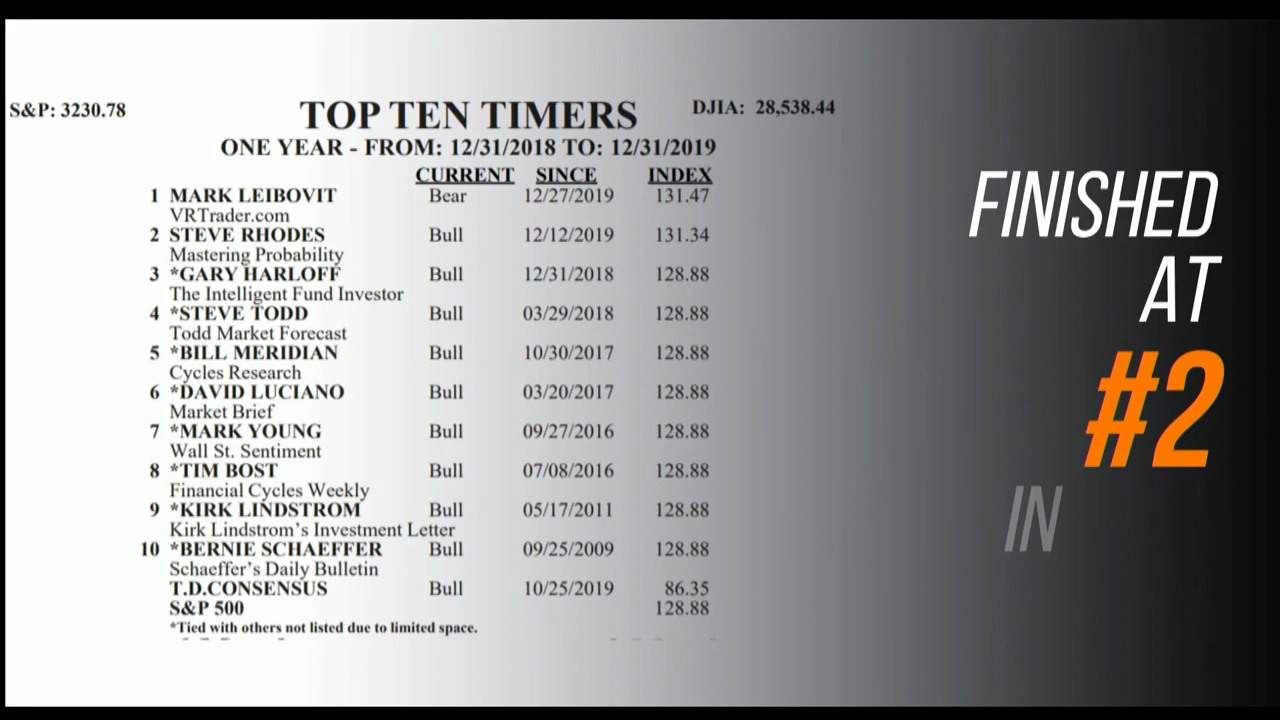 S&P: 3230.78
TOP TEN TIMERS
DJIA: 28,538.44
ONE YEAR - FROM: 12/31/2018 TO: 12/31/2019
CURRENT SINCE INDEX
1 MARK LEIBOVIT Bear 12/27/2019 131.47
VRTrader.com
2 STEVE RHODES Bull 12/12/2019 131.34
Mastering Probability
3 *GARY HARLOFF Bull 12/31/2018 128.88
The Intelligent Fund Investor
4 *STEVE TODD Bull 03/29/2018 128.88
Todd Market Forecast
5 *BILL MERIDIAN Bull 10/30/2017 128.88
Cycles Research
6 *DAVID LUCIANO Bull 03/20/2017 128.88
Market Brief
7 *MARK YOUNG Bull 09/27/2016 128.88
Wall St. Sentiment
8 *TIM BOST Bull 07/08/2016 128.88
Financial Cycles Weekly
9 *KIRK LINDSTROM Bull 05/17/2011 128.88
Kirk Lindstrom's Investment Letter
10 *BERNIE SCHAEFFER Bull 09/25/2009 128.88
Schaeffer's Daily Bulletin
T.D.CONSENSUS Bull 10/25/2019 86.35
S&P 500 128.88
*Tied with others not listed due to limited space.
FINISHED
AT
#2
IN